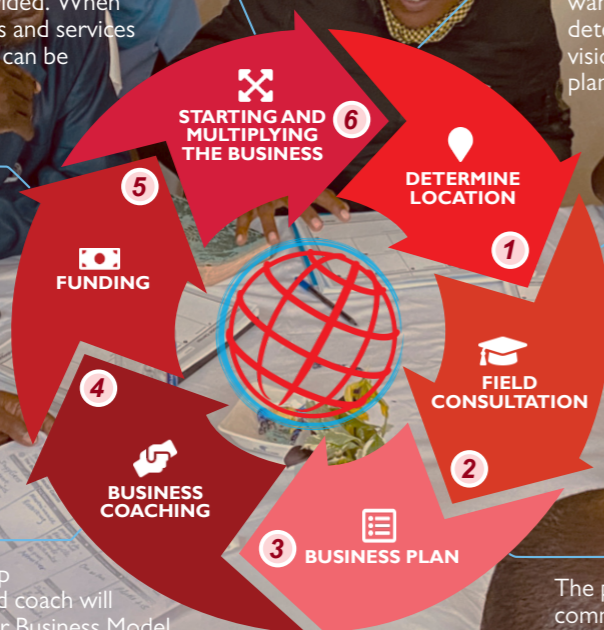 vided. When
s and services
can be
wan
dete
visio
plan
STARTING AND
MULTIPLYING
THE BUSINESS
6
DETERMINE
LOCATION
1
FIELD
CONSULTATION
2
BUSINESS PLAN
3
BUSINESS
COACHING
4
FUNDING
5
p
d coach will
r Business Model
The p
comm